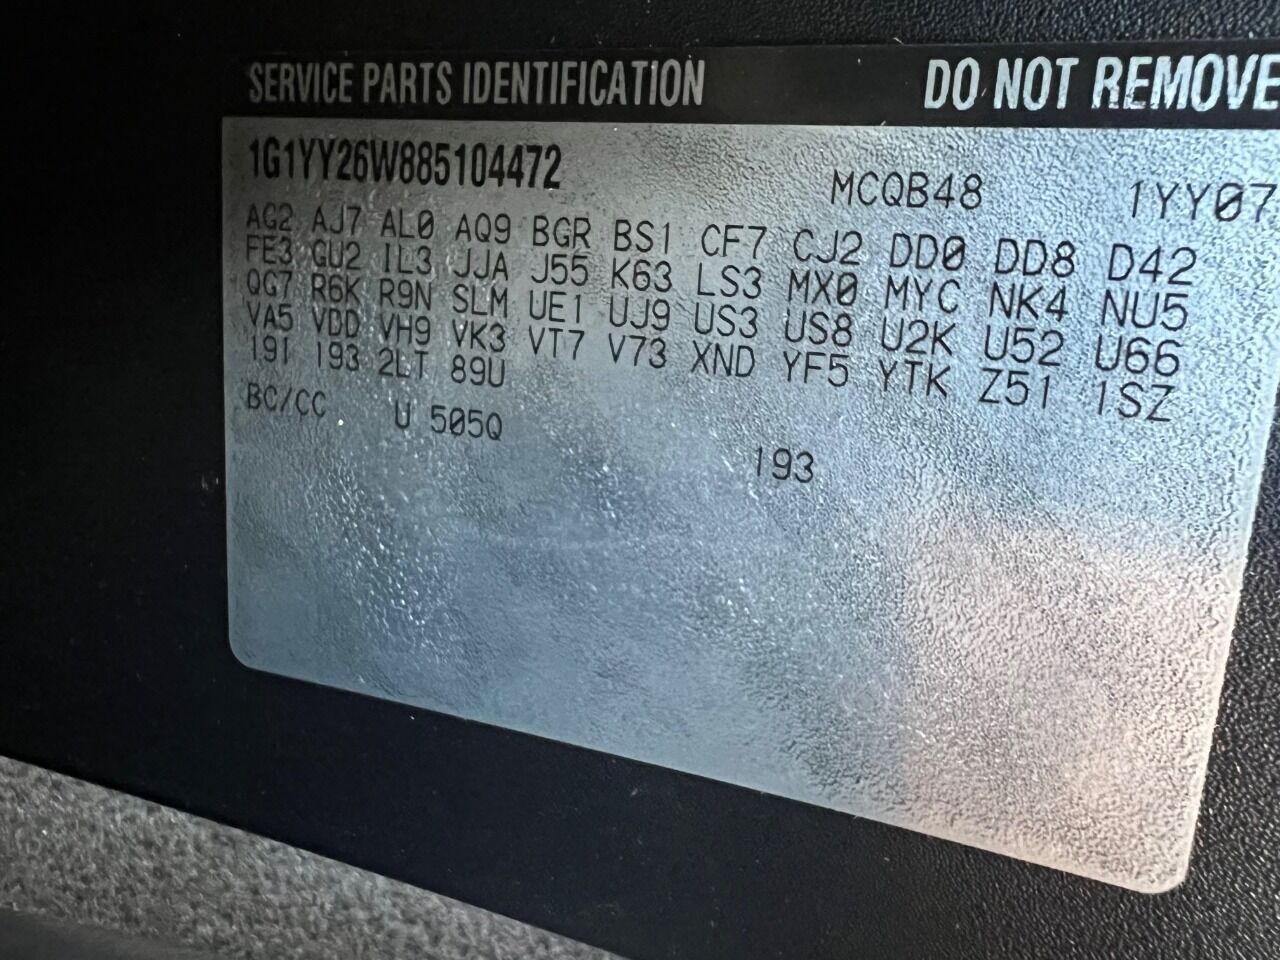 SERVICE PARTS IDENTIFICATION DO NOT REMOVE
1G1YY26W885104472 MCQB48 1YY07
AG2 AJ7 AL0 AQ9 BGR BS1 CF7 CJ2 DD0 DD8 D42
FE3 GU2 IL3 JJA J55 K63 LS3 MX0 MYC NK4 NU5
QG7 R6K R9N SLM UE1 UJ9 US3 US8 U2K U52 U66
VA5 VDD VH9 VK3 VT7 V73 XND YF5 YTK Z51 1SZ
19I 193 2LT 89U
BC/CC U 505Q
193